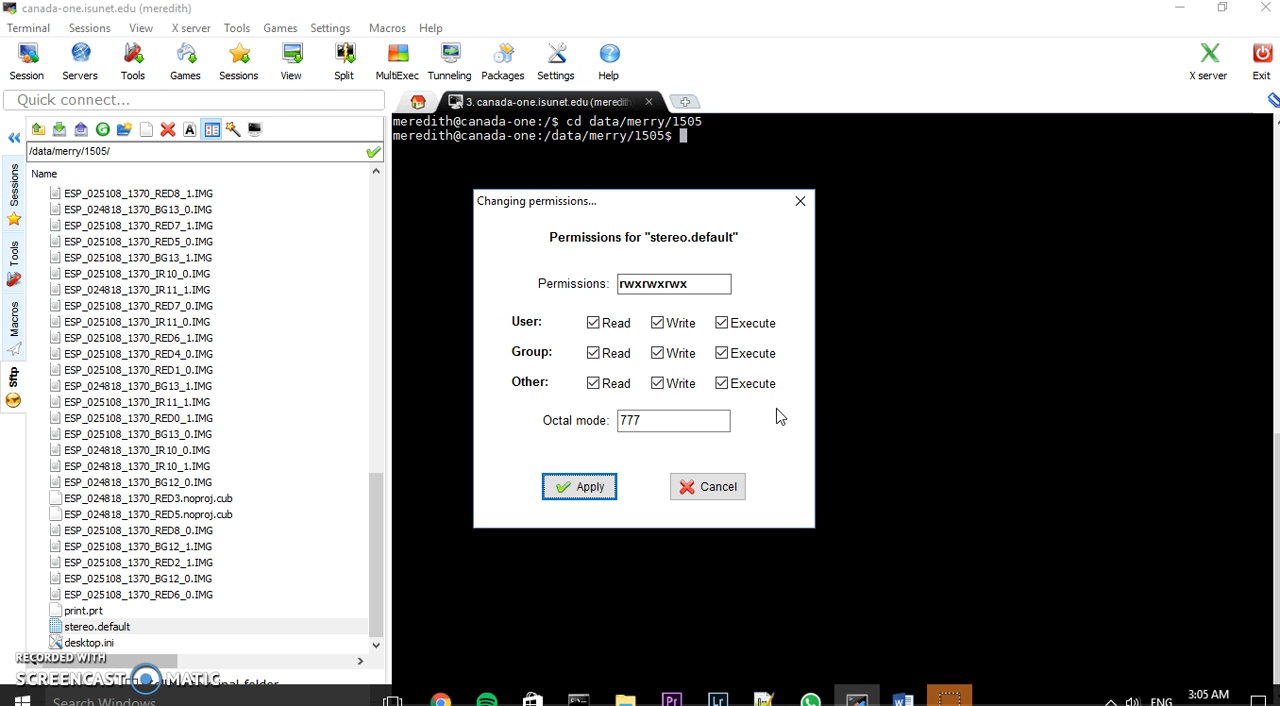 canada-one.isunet.edu (meredith)
Terminal Sessions View X server Tools Games Settings Macros Help
Session Servers Tools Games Sessions View Split MultiExec Tunneling Packages Settings Help X server Exit
Quick connect...
3. canada-one.isunet.edu (meredith
meredith@canada-one:/$ cd data/merry/1505
meredith@canada-one:/data/merry/1505$
/data/merry/1505/
Name
Sessions
Tools
Macros
Sftp
ESP_025108_1370_RED8_1.IMG
ESP_024818_1370_BG13_0.IMG
ESP_025108_1370_RED7_1.IMG
ESP_025108_1370_RED5_0.IMG
ESP_025108_1370_BG13_1.IMG
ESP_024818_1370_IR10_0.IMG
ESP_024818_1370_IR11_1.IMG
ESP_025108_1370_RED7_0.IMG
ESP_025108_1370_IR11_0.IMG
ESP_025108_1370_RED6_1.IMG
ESP_025108_1370_RED4_0.IMG
ESP_025108_1370_RED1_0.IMG
ESP_024818_1370_BG13_1.IMG
ESP_025108_1370_IR11_1.IMG
ESP_025108_1370_RED0_1.IMG
ESP_025108_1370_BG13_0.IMG
ESP_025108_1370_IR10_0.IMG
ESP_024818_1370_IR10_1.IMG
ESP_024818_1370_BG12_0.IMG
ESP_024818_1370_RED3.noproj.cub
ESP_024818_1370_RED5.noproj.cub
ESP_025108_1370_RED8_0.IMG
ESP_025108_1370_BG12_1.IMG
ESP_025108_1370_RED2_1.IMG
ESP_025108_1370_BG12_0.IMG
ESP_025108_1370_RED6_0.IMG
print.prt
stereo.default
desktop.ini
Changing permissions...
Permissions for "stereo.default"
Permissions: rwxrwxrwx
User: Read Write Execute
Group: Read Write Execute
Other: Read Write Execute
Octal mode: 777
Apply Cancel
RECORDED WITH
SCREENCAST MATIC
folder
Search Windows
Pr Lr ENG 3:05 AM